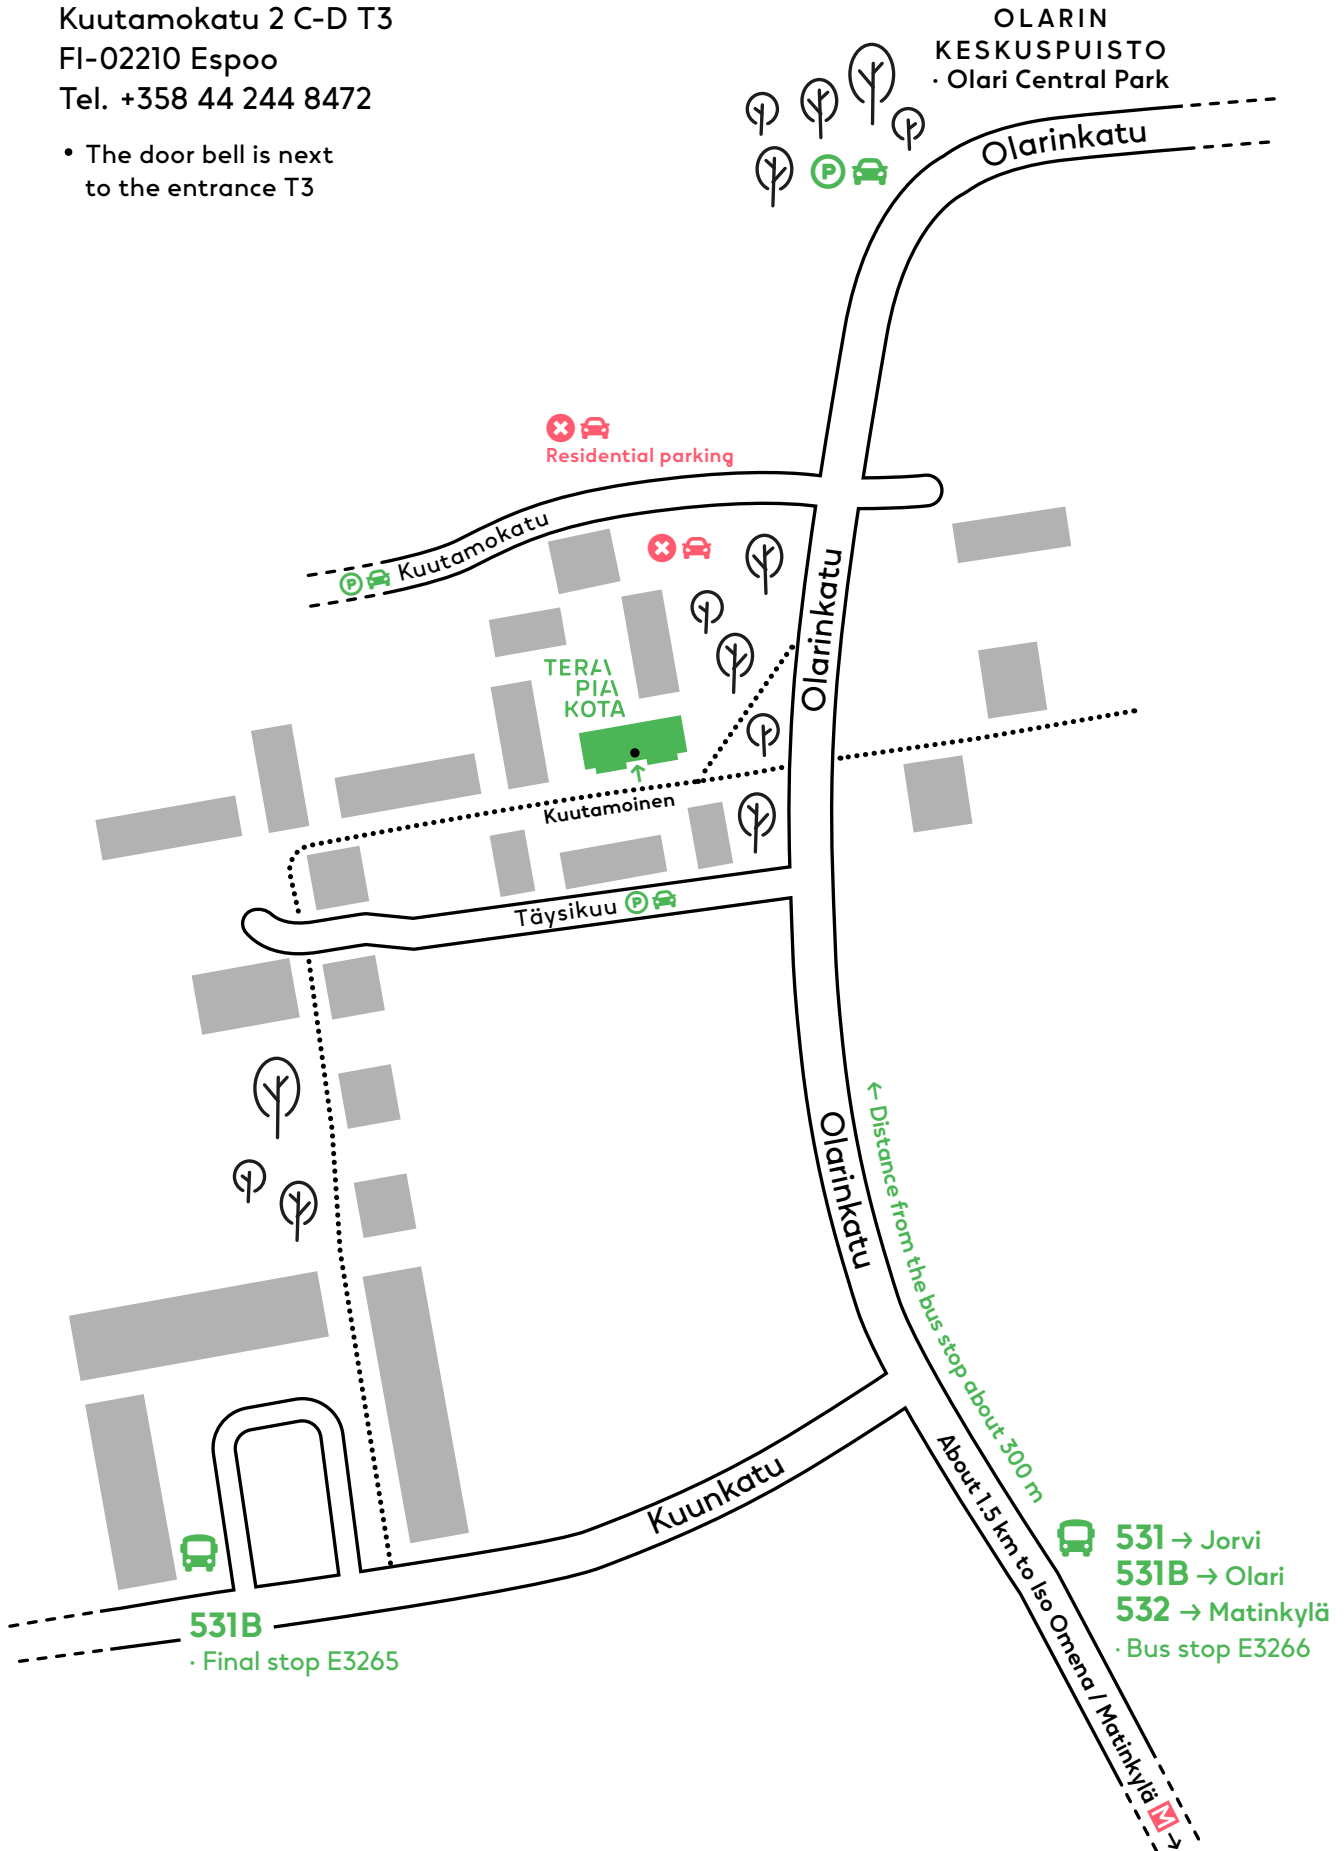 Kuutamokatu 2 C-D T3
FI-02210 Espoo
Tel. +358 44 244 8472
• The door bell is next
to the entrance T3
OLARIN
KESKUSPUISTO
· Olari Central Park
Olarinkatu
P
Residential parking
Kuutamokatu
P
Olarinkatu
TERA
PIA
KOTA
Kuutamoinen
Täysikuu
P
Olarinkatu
← Distance from the bus stop about 300 m
Kuunkatu
About 1.5 km to Iso Omena / Matinkylä M →
531 → Jorvi
531B → Olari
532 → Matinkylä
· Bus stop E3266
531B
· Final stop E3265